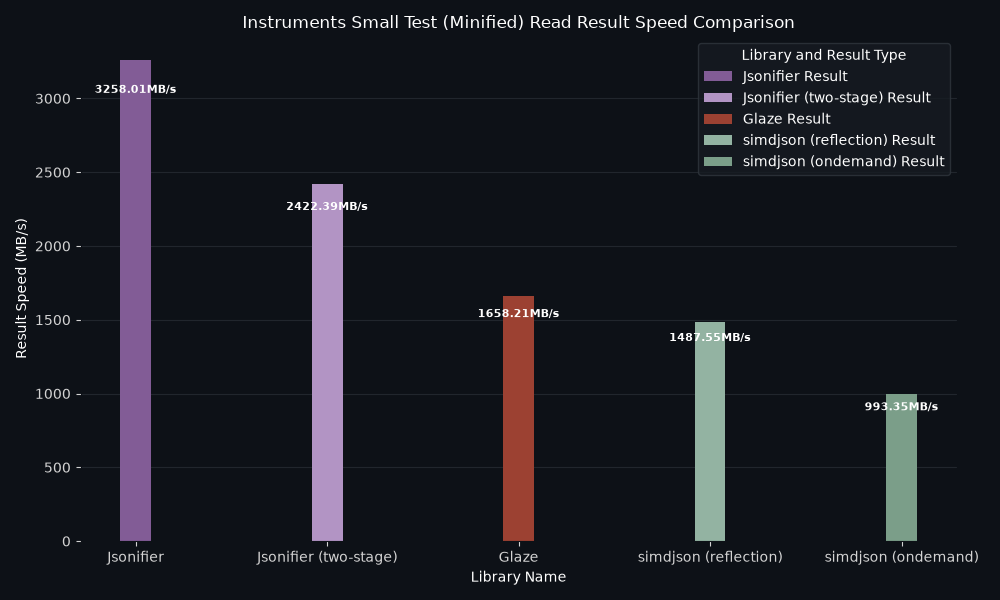 Instruments Small Test (Minified) Read Result Speed Comparison
Library and Result Type
Jsonifier Result
Jsonifier (two-stage) Result
Glaze Result
simdjson (reflection) Result
simdjson (ondemand) Result
Result Speed (MB/s)
3000
2500
2000
1500
1000
500
0
3258.01MB/s
2422.39MB/s
1658.21MB/s
1487.55MB/s
993.35MB/s
Jsonifier
Jsonifier (two-stage)
Glaze
simdjson (reflection)
simdjson (ondemand)
Library Name